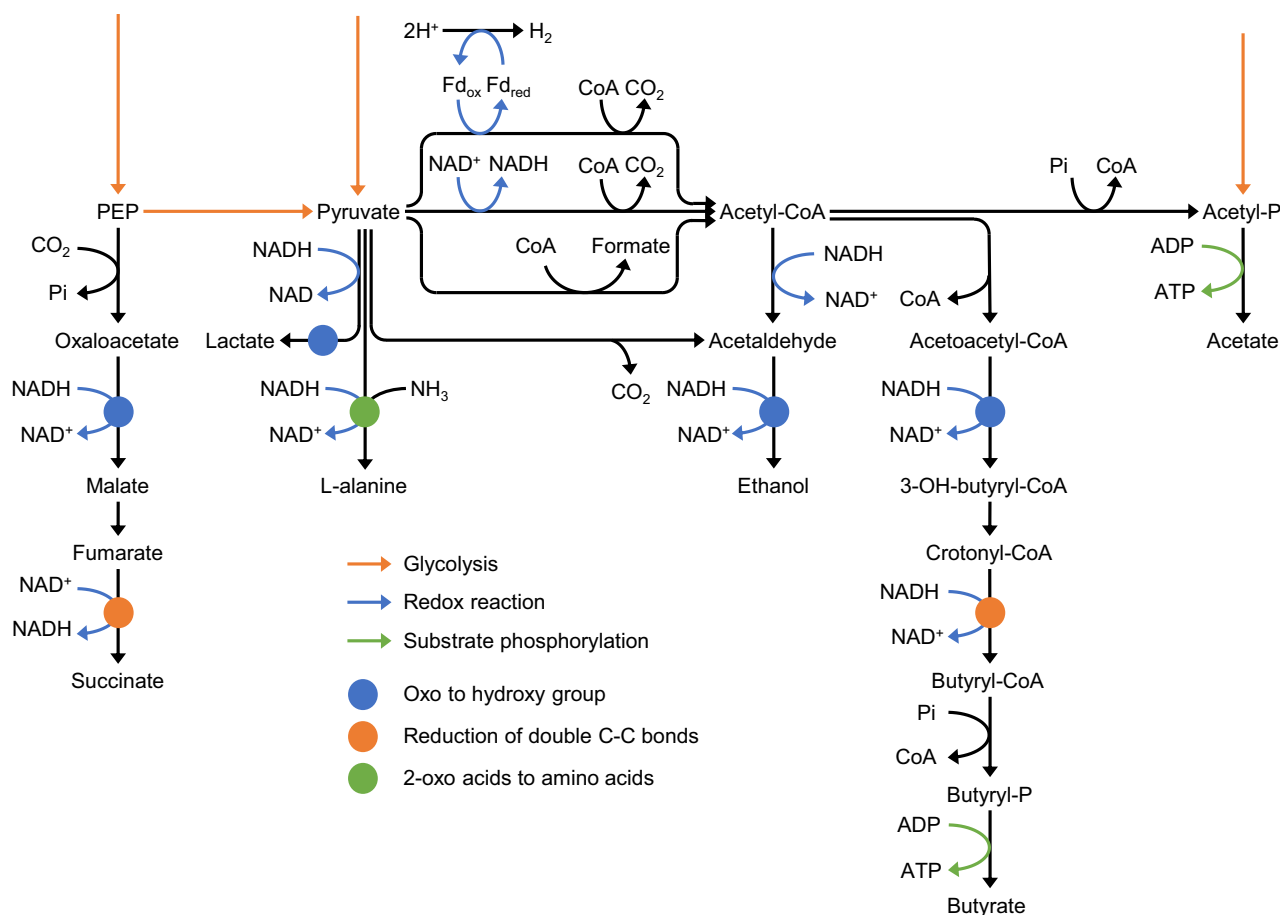 2H⁺ H₂
Fdₒₓ Fd_red
CoA CO₂
NAD⁺ NADH
CoA CO₂
Pi CoA
PEP
Pyruvate
Acetyl-CoA
Acetyl-P
CO₂
Pi
NADH
NAD
CoA Formate
NADH
NAD⁺
CoA
ADP
ATP
Oxaloacetate
Lactate
Acetaldehyde
Acetoacetyl-CoA
Acetate
CO₂
NADH
NAD⁺
NADH NH₃
NAD⁺
NADH
NAD⁺
NADH
NAD⁺
Malate
L-alanine
Ethanol
3-OH-butyryl-CoA
Fumarate
Crotonyl-CoA
NAD⁺
NADH
NADH
NAD⁺
Succinate
Butyryl-CoA
Pi
CoA
Butyryl-P
ADP
ATP
Butyrate
Glycolysis
Redox reaction
Substrate phosphorylation
Oxo to hydroxy group
Reduction of double C-C bonds
2-oxo acids to amino acids